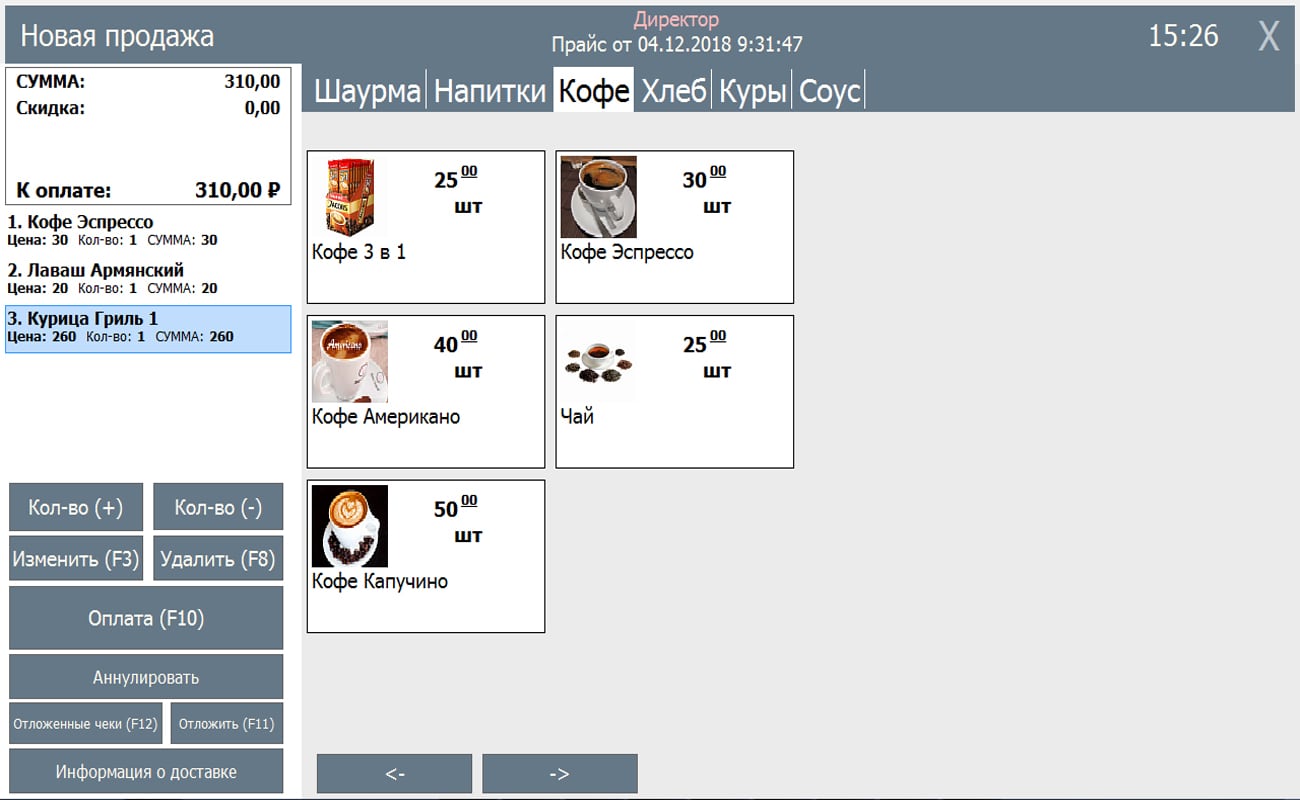 Новая продажа
Директор
Прайс от 04.12.2018 9:31:47
15:26
X
СУММА: 310,00
Скидка: 0,00
К оплате: 310,00 ₽
1. Кофе Эспрессо
Цена: 30 Кол-во: 1 СУММА: 30
2. Лаваш Армянский
Цена: 20 Кол-во: 1 СУММА: 20
3. Курица Гриль 1
Цена: 260 Кол-во: 1 СУММА: 260
Кол-во (+)
Кол-во (-)
Изменить (F3)
Удалить (F8)
Оплата (F10)
Аннулировать
Отложенные чеки (F12)
Отложить (F11)
Информация о доставке
Шаурма Напитки Кофе Хлеб Куры Соус
JACOBS
25 00
шт
Кофе 3 в 1
30 00
шт
Кофе Эспрессо
Americano
40 00
шт
Кофе Американо
25 00
шт
Чай
50 00
шт
Кофе Капучино
<-
->